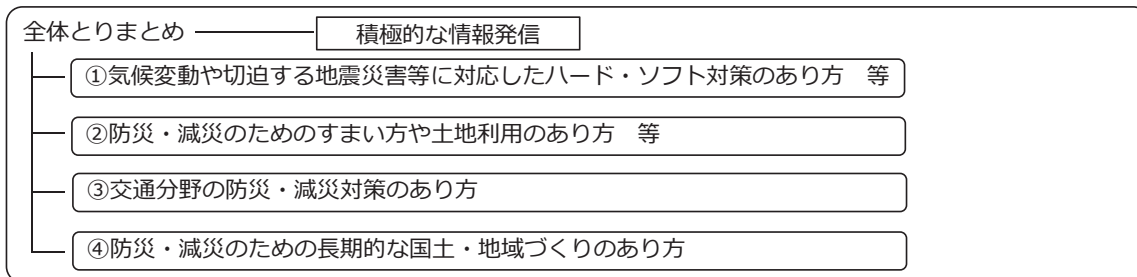 全体とりまとめ 積極的な情報発信
①気候変動や切迫する地震災害等に対応したハード・ソフト対策のあり方　等
②防災・減災のためのすまい方や土地利用のあり方　等
③交通分野の防災・減災対策のあり方
④防災・減災のための長期的な国土・地域づくりのあり方